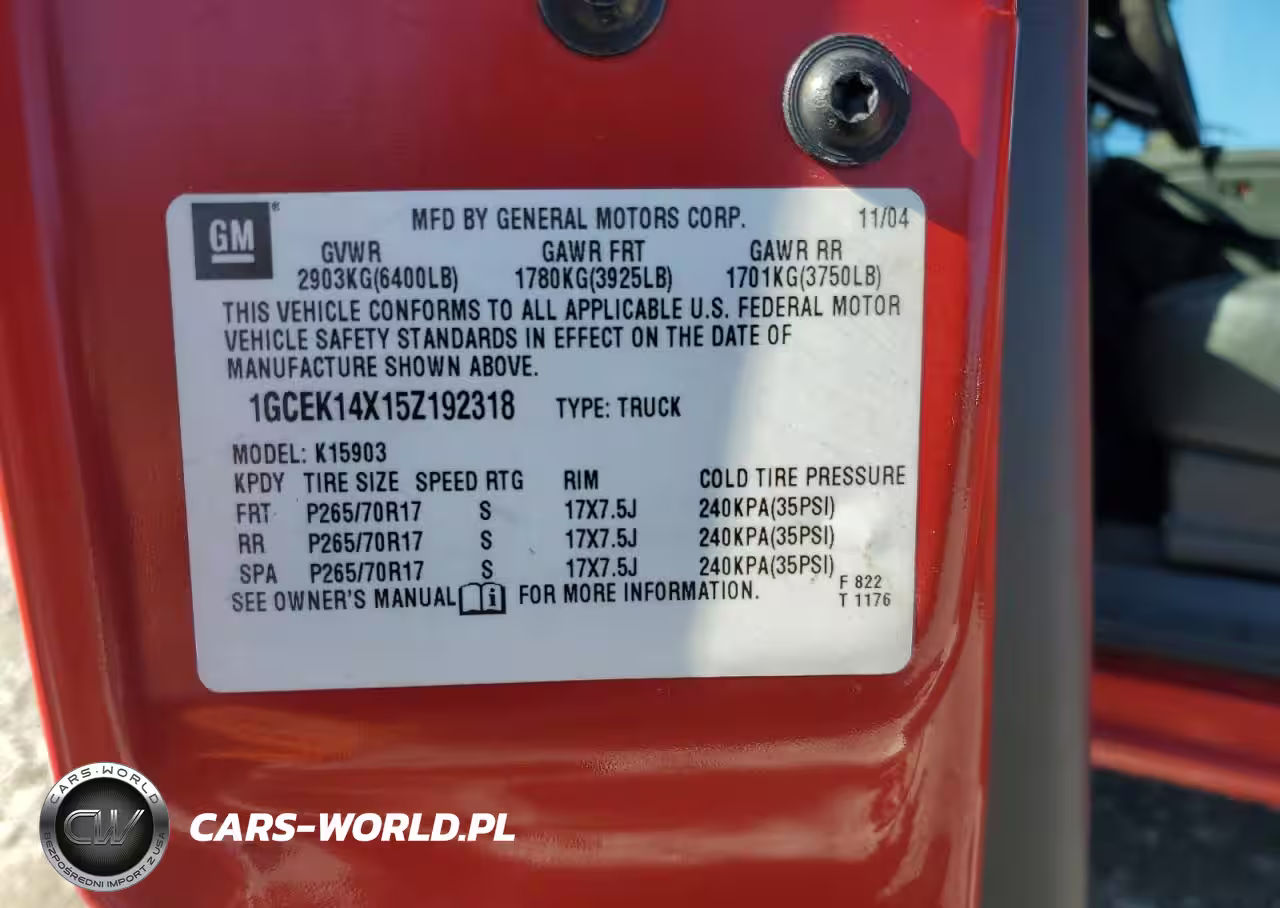 GM ®
MFD BY GENERAL MOTORS CORP. 11/04
GVWR GAWR FRT GAWR RR
2903KG(6400LB) 1780KG(3925LB) 1701KG(3750LB)
THIS VEHICLE CONFORMS TO ALL APPLICABLE U.S. FEDERAL MOTOR
VEHICLE SAFETY STANDARDS IN EFFECT ON THE DATE OF
MANUFACTURE SHOWN ABOVE.
1GCEK14X15Z192318 TYPE: TRUCK
MODEL: K15903
KPDY TIRE SIZE SPEED RTG RIM COLD TIRE PRESSURE
FRT P265/70R17 S 17X7.5J 240KPA(35PSI)
RR P265/70R17 S 17X7.5J 240KPA(35PSI)
SPA P265/70R17 S 17X7.5J 240KPA(35PSI)
SEE OWNER'S MANUAL i FOR MORE INFORMATION.
F 822
T 1176
CARS-WORLD
CW
BEZPOŚREDNI IMPORT Z USA
CARS-WORLD.PL